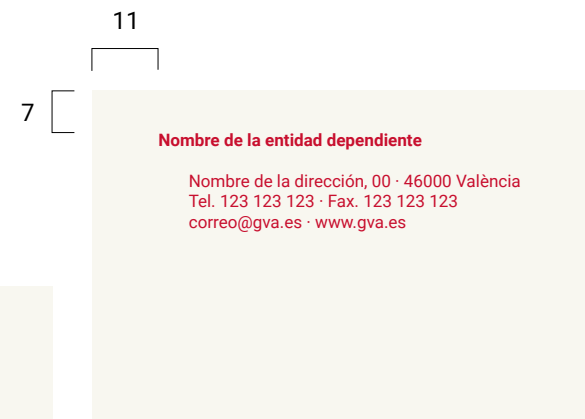 11
7
Nombre de la entidad dependiente
Nombre de la dirección, 00 · 46000 València
Tel. 123 123 123 · Fax. 123 123 123
correo@gva.es · www.gva.es